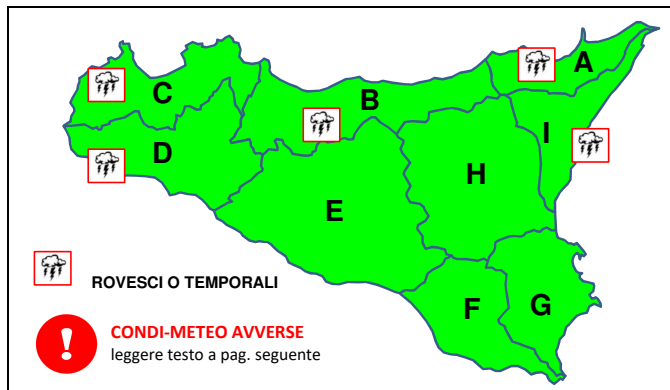 A
C
B
I
D
H
E
F
G
ROVESCI O TEMPORALI
!
CONDI-METEO AVVERSE
leggere testo a pag. seguente